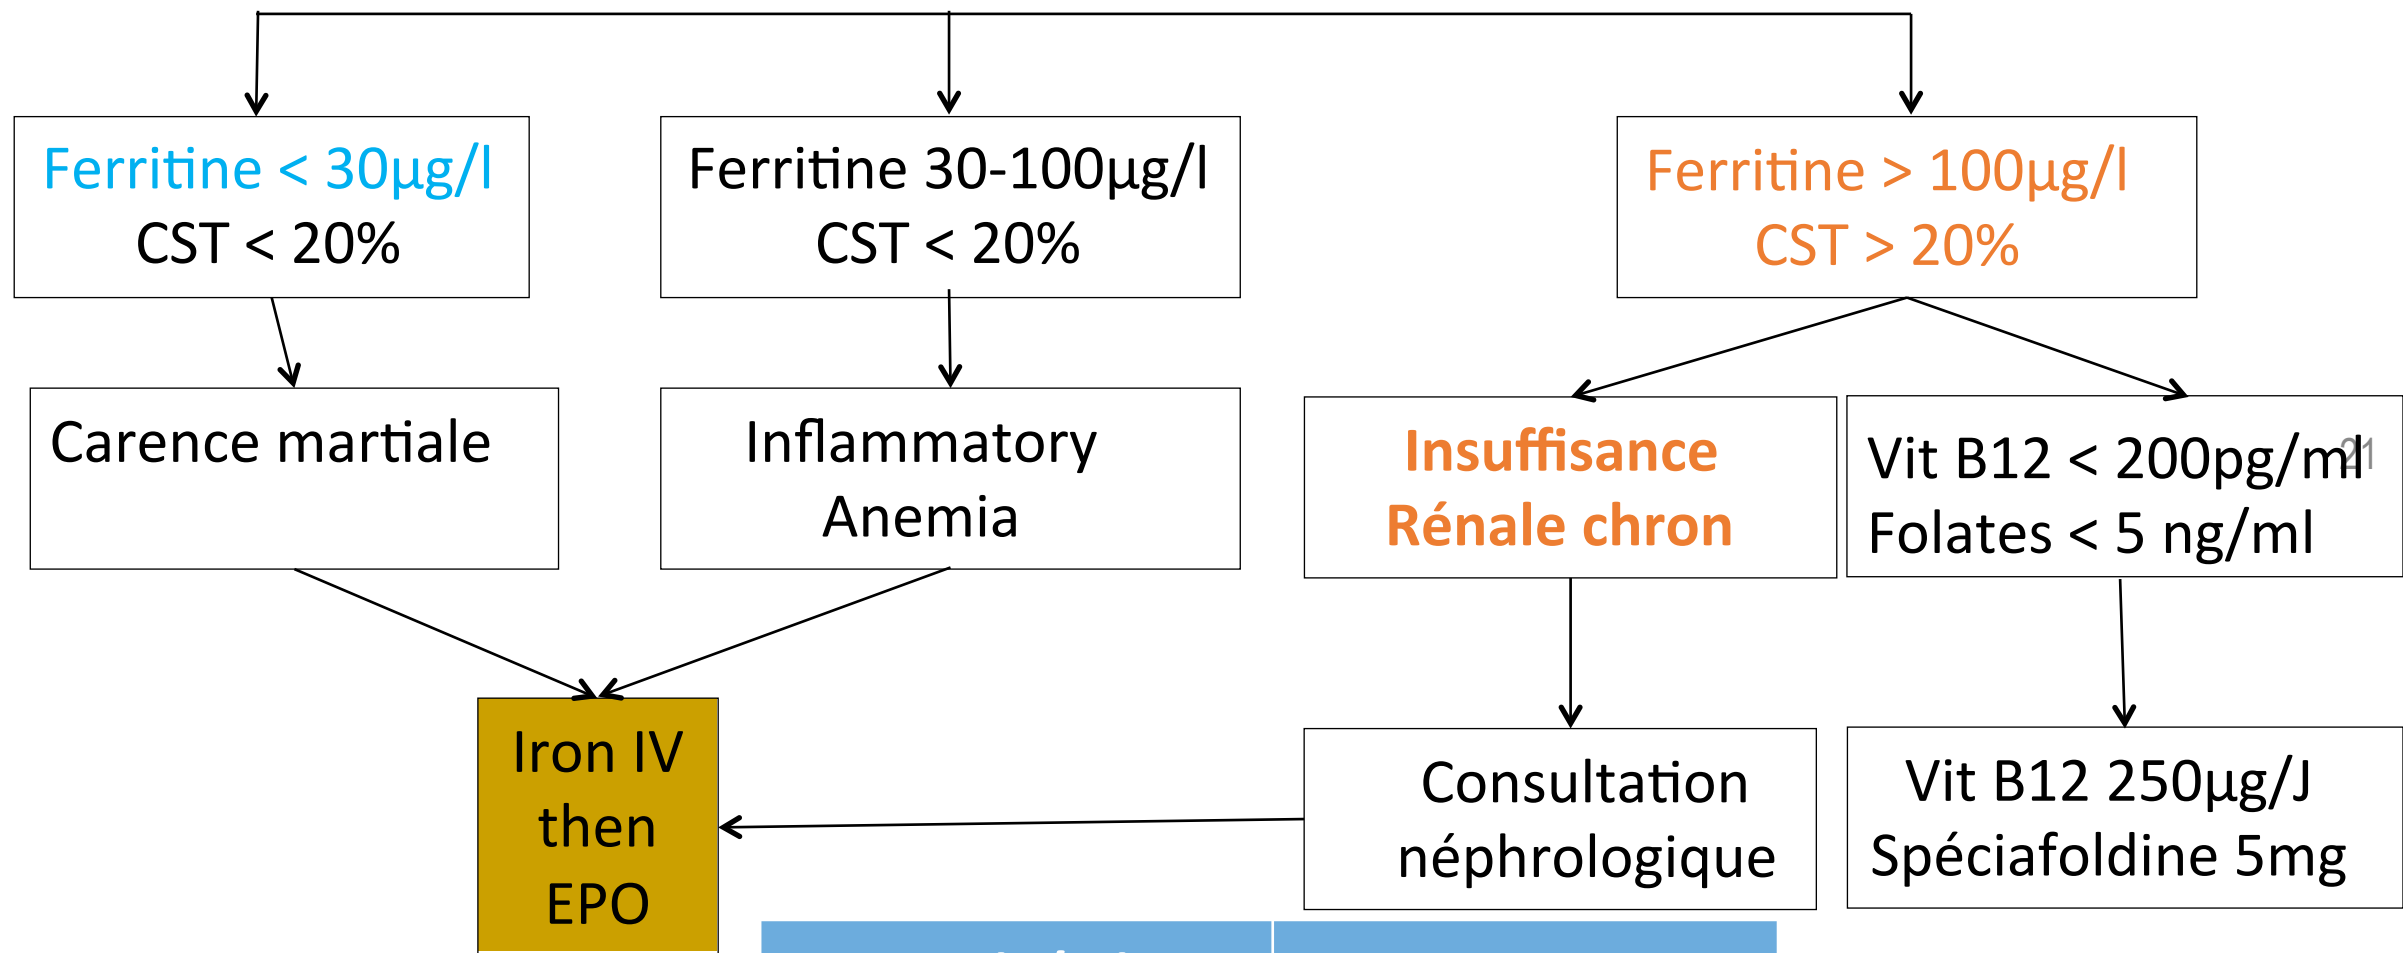 Ferritine < 30µg/l
CST < 20%
Ferritine 30-100µg/l
CST < 20%
Ferritine > 100µg/l
CST > 20%
Carence martiale
Inflammatory
Anemia
Insuffisance
Rénale chron
Vit B12 < 200pg/ml
21
Folates < 5 ng/ml
Iron IV
then
EPO
Consultation
néphrologique
Vit B12 250µg/J
Spéciafoldine 5mg